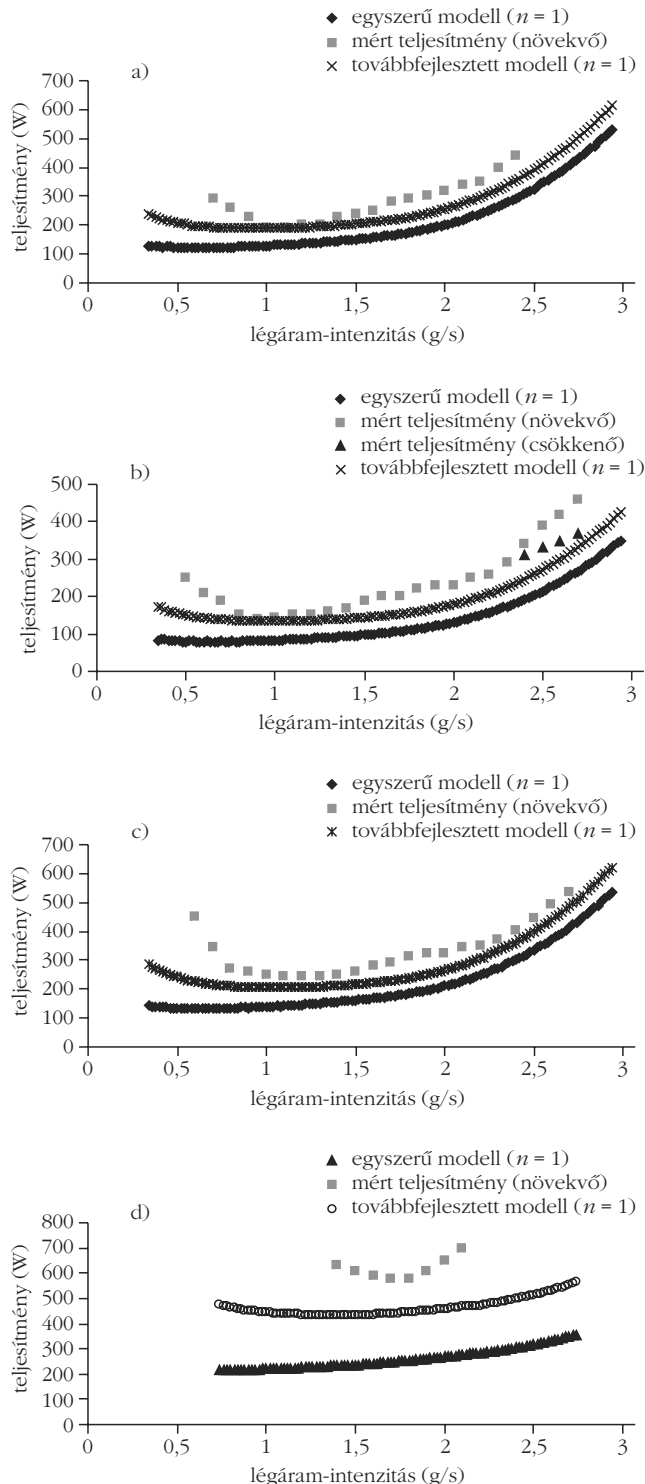 egyszerű modell (n = 1)
mért teljesítmény (növekvő)
továbbfejlesztett modell (n = 1)
a)
teljesítmény (W)
700
600
500
400
300
200
100
0
0 0,5 1 1,5 2 2,5 3
légáram-intenzitás (g/s)
egyszerű modell (n = 1)
mért teljesítmény (növekvő)
mért teljesítmény (csökkenő)
továbbfejlesztett modell (n = 1)
b)
teljesítmény (W)
500
400
300
200
100
0
0 0,5 1 1,5 2 2,5 3
légáram-intenzitás (g/s)
egyszerű modell (n = 1)
mért teljesítmény (növekvő)
továbbfejlesztett modell (n = 1)
c)
teljesítmény (W)
700
600
500
400
300
200
100
0
0 0,5 1 1,5 2 2,5 3
légáram-intenzitás (g/s)
egyszerű modell (n = 1)
mért teljesítmény (növekvő)
továbbfejlesztett modell (n = 1)
d)
teljesítmény (W)
800
700
600
500
400
300
200
100
0
0 0,5 1 1,5 2 2,5 3
légáram-intenzitás (g/s)